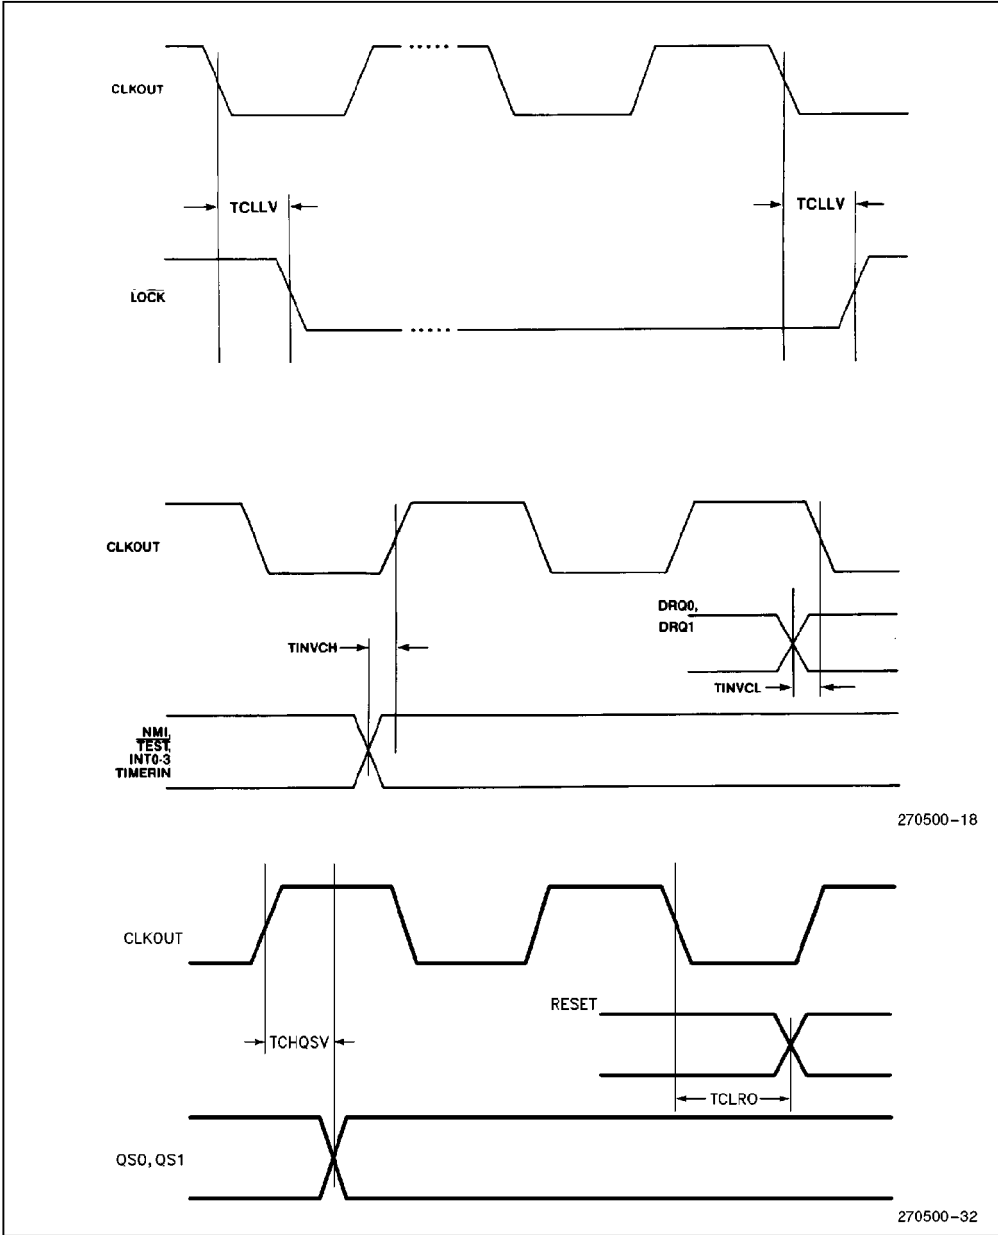 CLKOUT
TCLLV
TCLLV
LOCK
CLKOUT
DRQ0,
DRQ1
TINVCH
TINVCL
NMI,
TEST,
INT0-3
TIMERIN
270500-18
CLKOUT
RESET
TCHQSV
TCLRO
QS0, QS1
270500-32